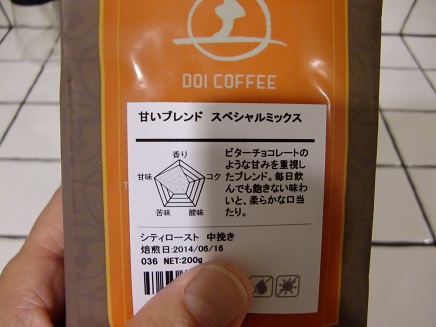 DOI COFFEE
甘いブレンド スペシャルミックス
香り
甘味
コク
苦味
酸味
ビターチョコレートの
ような甘みを重視し
たブレンド。毎日飲
んでも飽きない味わ
いと、柔らかな口当
たり。
シティロースト 中挽き
焙煎日:2014/06/16
036 NET:200g